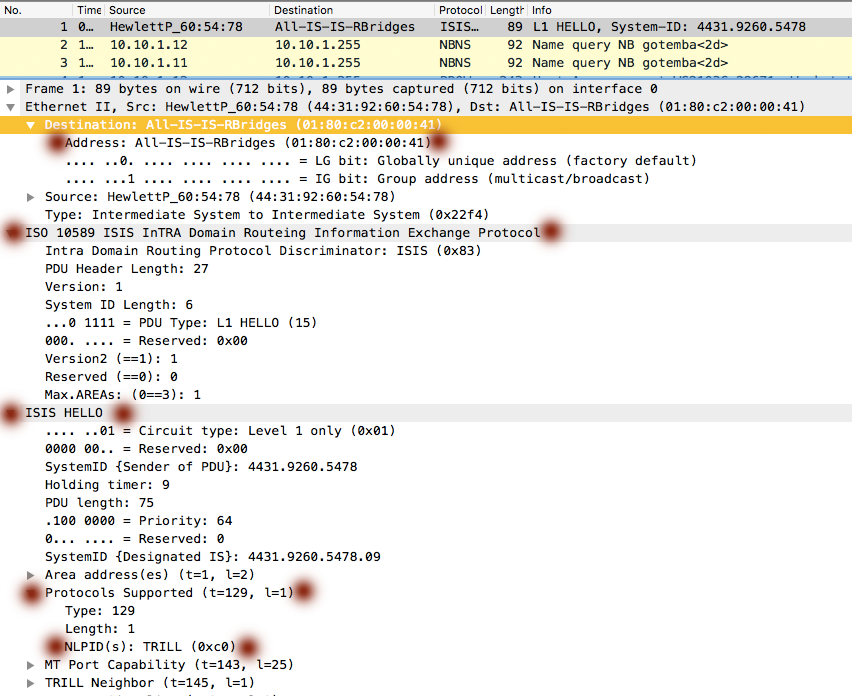 No. Time Source Destination Protocol Length Info
1 0… HewlettP_60:54:78 All-IS-IS-RBridges ISIS… 89 L1 HELLO, System-ID: 4431.9260.5478
2 1… 10.10.1.12 10.10.1.255 NBNS 92 Name query NB gotemba<2d>
3 1… 10.10.1.11 10.10.1.255 NBNS 92 Name query NB gotemba<2d>
Frame 1: 89 bytes on wire (712 bits), 89 bytes captured (712 bits) on interface 0
Ethernet II, Src: HewlettP_60:54:78 (44:31:92:60:54:78), Dst: All-IS-IS-RBridges (01:80:c2:00:00:41)
Destination: All-IS-IS-RBridges (01:80:c2:00:00:41)
Address: All-IS-IS-RBridges (01:80:c2:00:00:41)
.... ..0. .... .... .... .... = LG bit: Globally unique address (factory default)
.... ...1 .... .... .... .... = IG bit: Group address (multicast/broadcast)
Source: HewlettP_60:54:78 (44:31:92:60:54:78)
Type: Intermediate System to Intermediate System (0x22f4)
ISO 10589 ISIS InTRA Domain Routeing Information Exchange Protocol
Intra Domain Routing Protocol Discriminator: ISIS (0x83)
PDU Header Length: 27
Version: 1
System ID Length: 6
...0 1111 = PDU Type: L1 HELLO (15)
000. .... = Reserved: 0x00
Version2 (==1): 1
Reserved (==0): 0
Max.AREAs: (0==3): 1
ISIS HELLO
.... ..01 = Circuit type: Level 1 only (0x01)
0000 00.. = Reserved: 0x00
SystemID {Sender of PDU}: 4431.9260.5478
Holding timer: 9
PDU length: 75
.100 0000 = Priority: 64
0... .... = Reserved: 0
SystemID {Designated IS}: 4431.9260.5478.09
Area address(es) (t=1, l=2)
Protocols Supported (t=129, l=1)
Type: 129
Length: 1
NLPID(s): TRILL (0xc0)
MT Port Capability (t=143, l=25)
TRILL Neighbor (t=145, l=1)